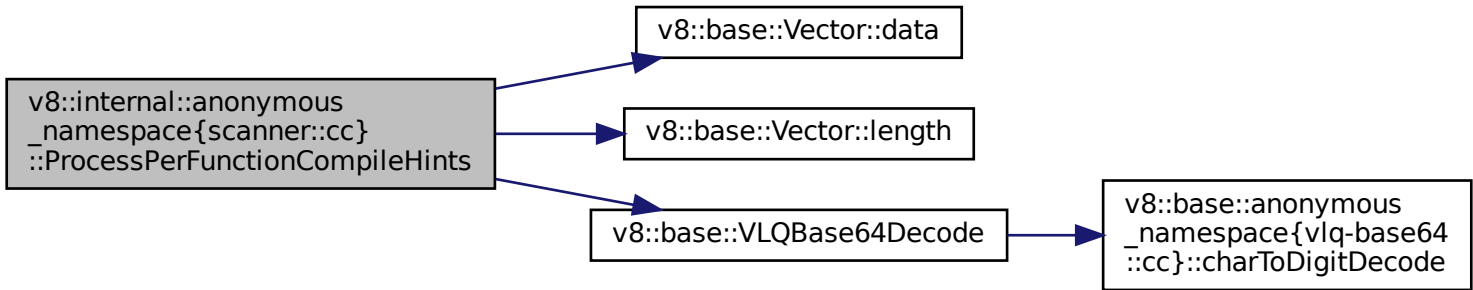 v8::base::Vector::data
v8::internal::anonymous
_namespace{scanner::cc}
::ProcessPerFunctionCompileHints
v8::base::Vector::length
v8::base::VLQBase64Decode
v8::base::anonymous
_namespace{vlq-base64
::cc}::charToDigitDecode